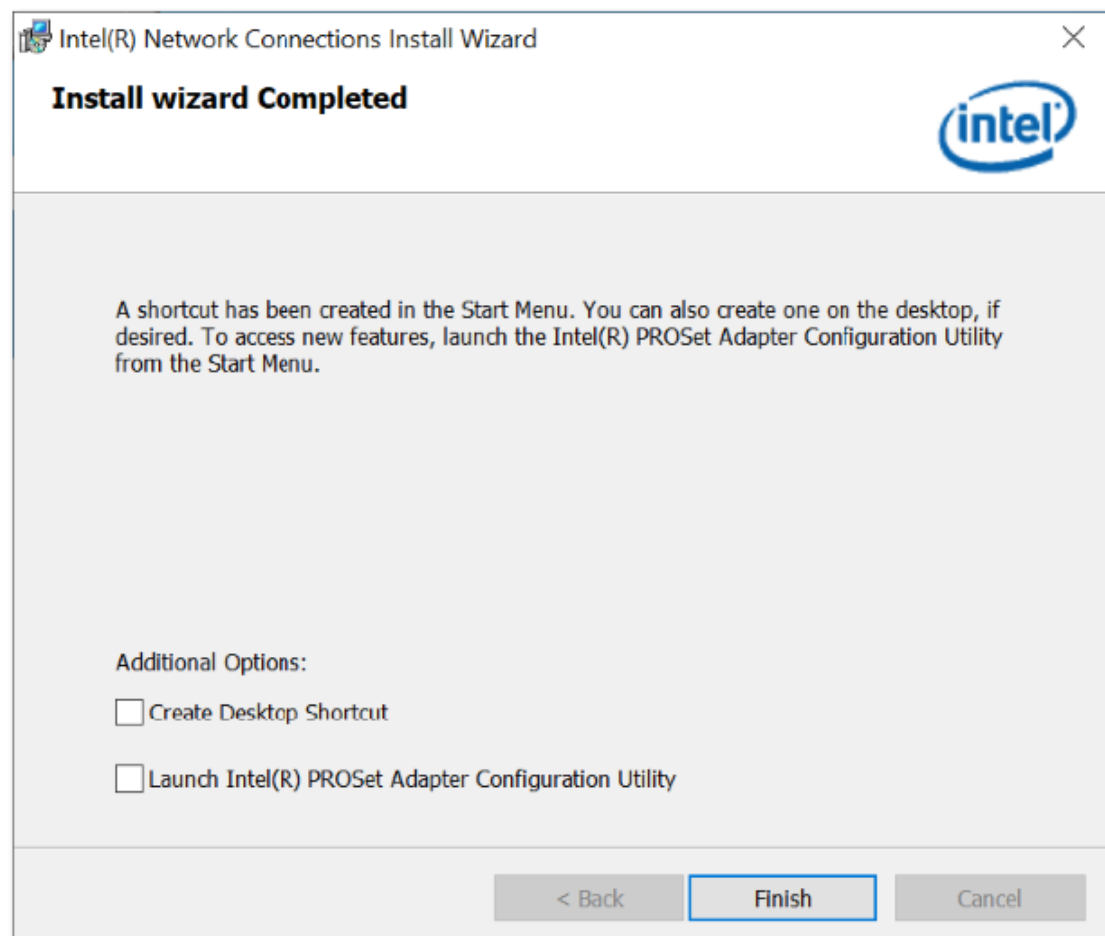 Intel(R) Network Connections Install Wizard
Install wizard Completed
intel
A shortcut has been created in the Start Menu. You can also create one on the desktop, if
desired. To access new features, launch the Intel(R) PROSet Adapter Configuration Utility
from the Start Menu.
Additional Options:
Create Desktop Shortcut
Launch Intel(R) PROSet Adapter Configuration Utility
< Back
Finish
Cancel